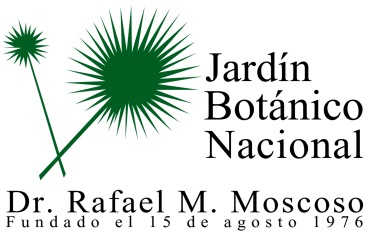 Jardín
Botánico
Nacional
Dr. Rafael M. Moscoso
Fundado el 15 de agosto 1976